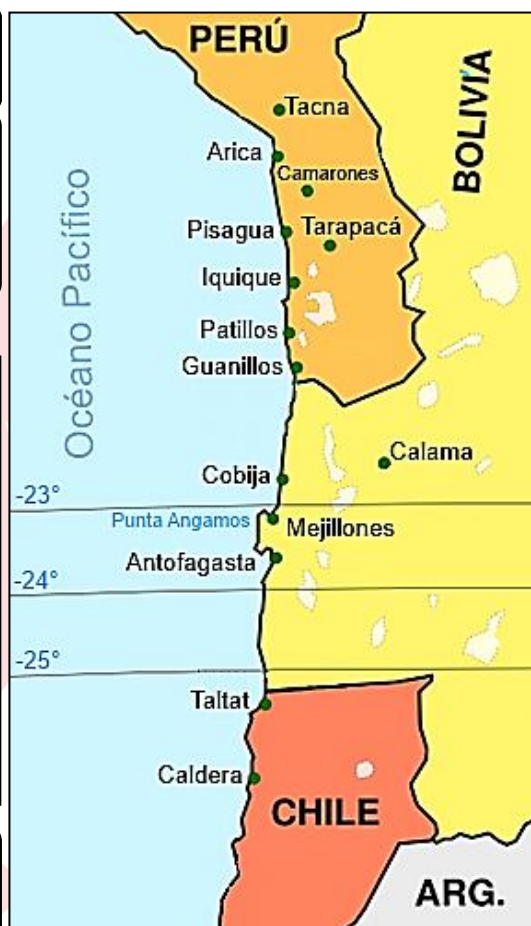 PERÚ
BOLIVIA
Tacna
Arica
Camarones
Pisagua
Tarapacá
Océano Pacífico
Iquique
Patillos
Guanillos
Calama
Cobija
-23°
Punta Angamos
Mejillones
Antofagasta
-24°
-25°
Taltat
Caldera
CHILE
ARG.